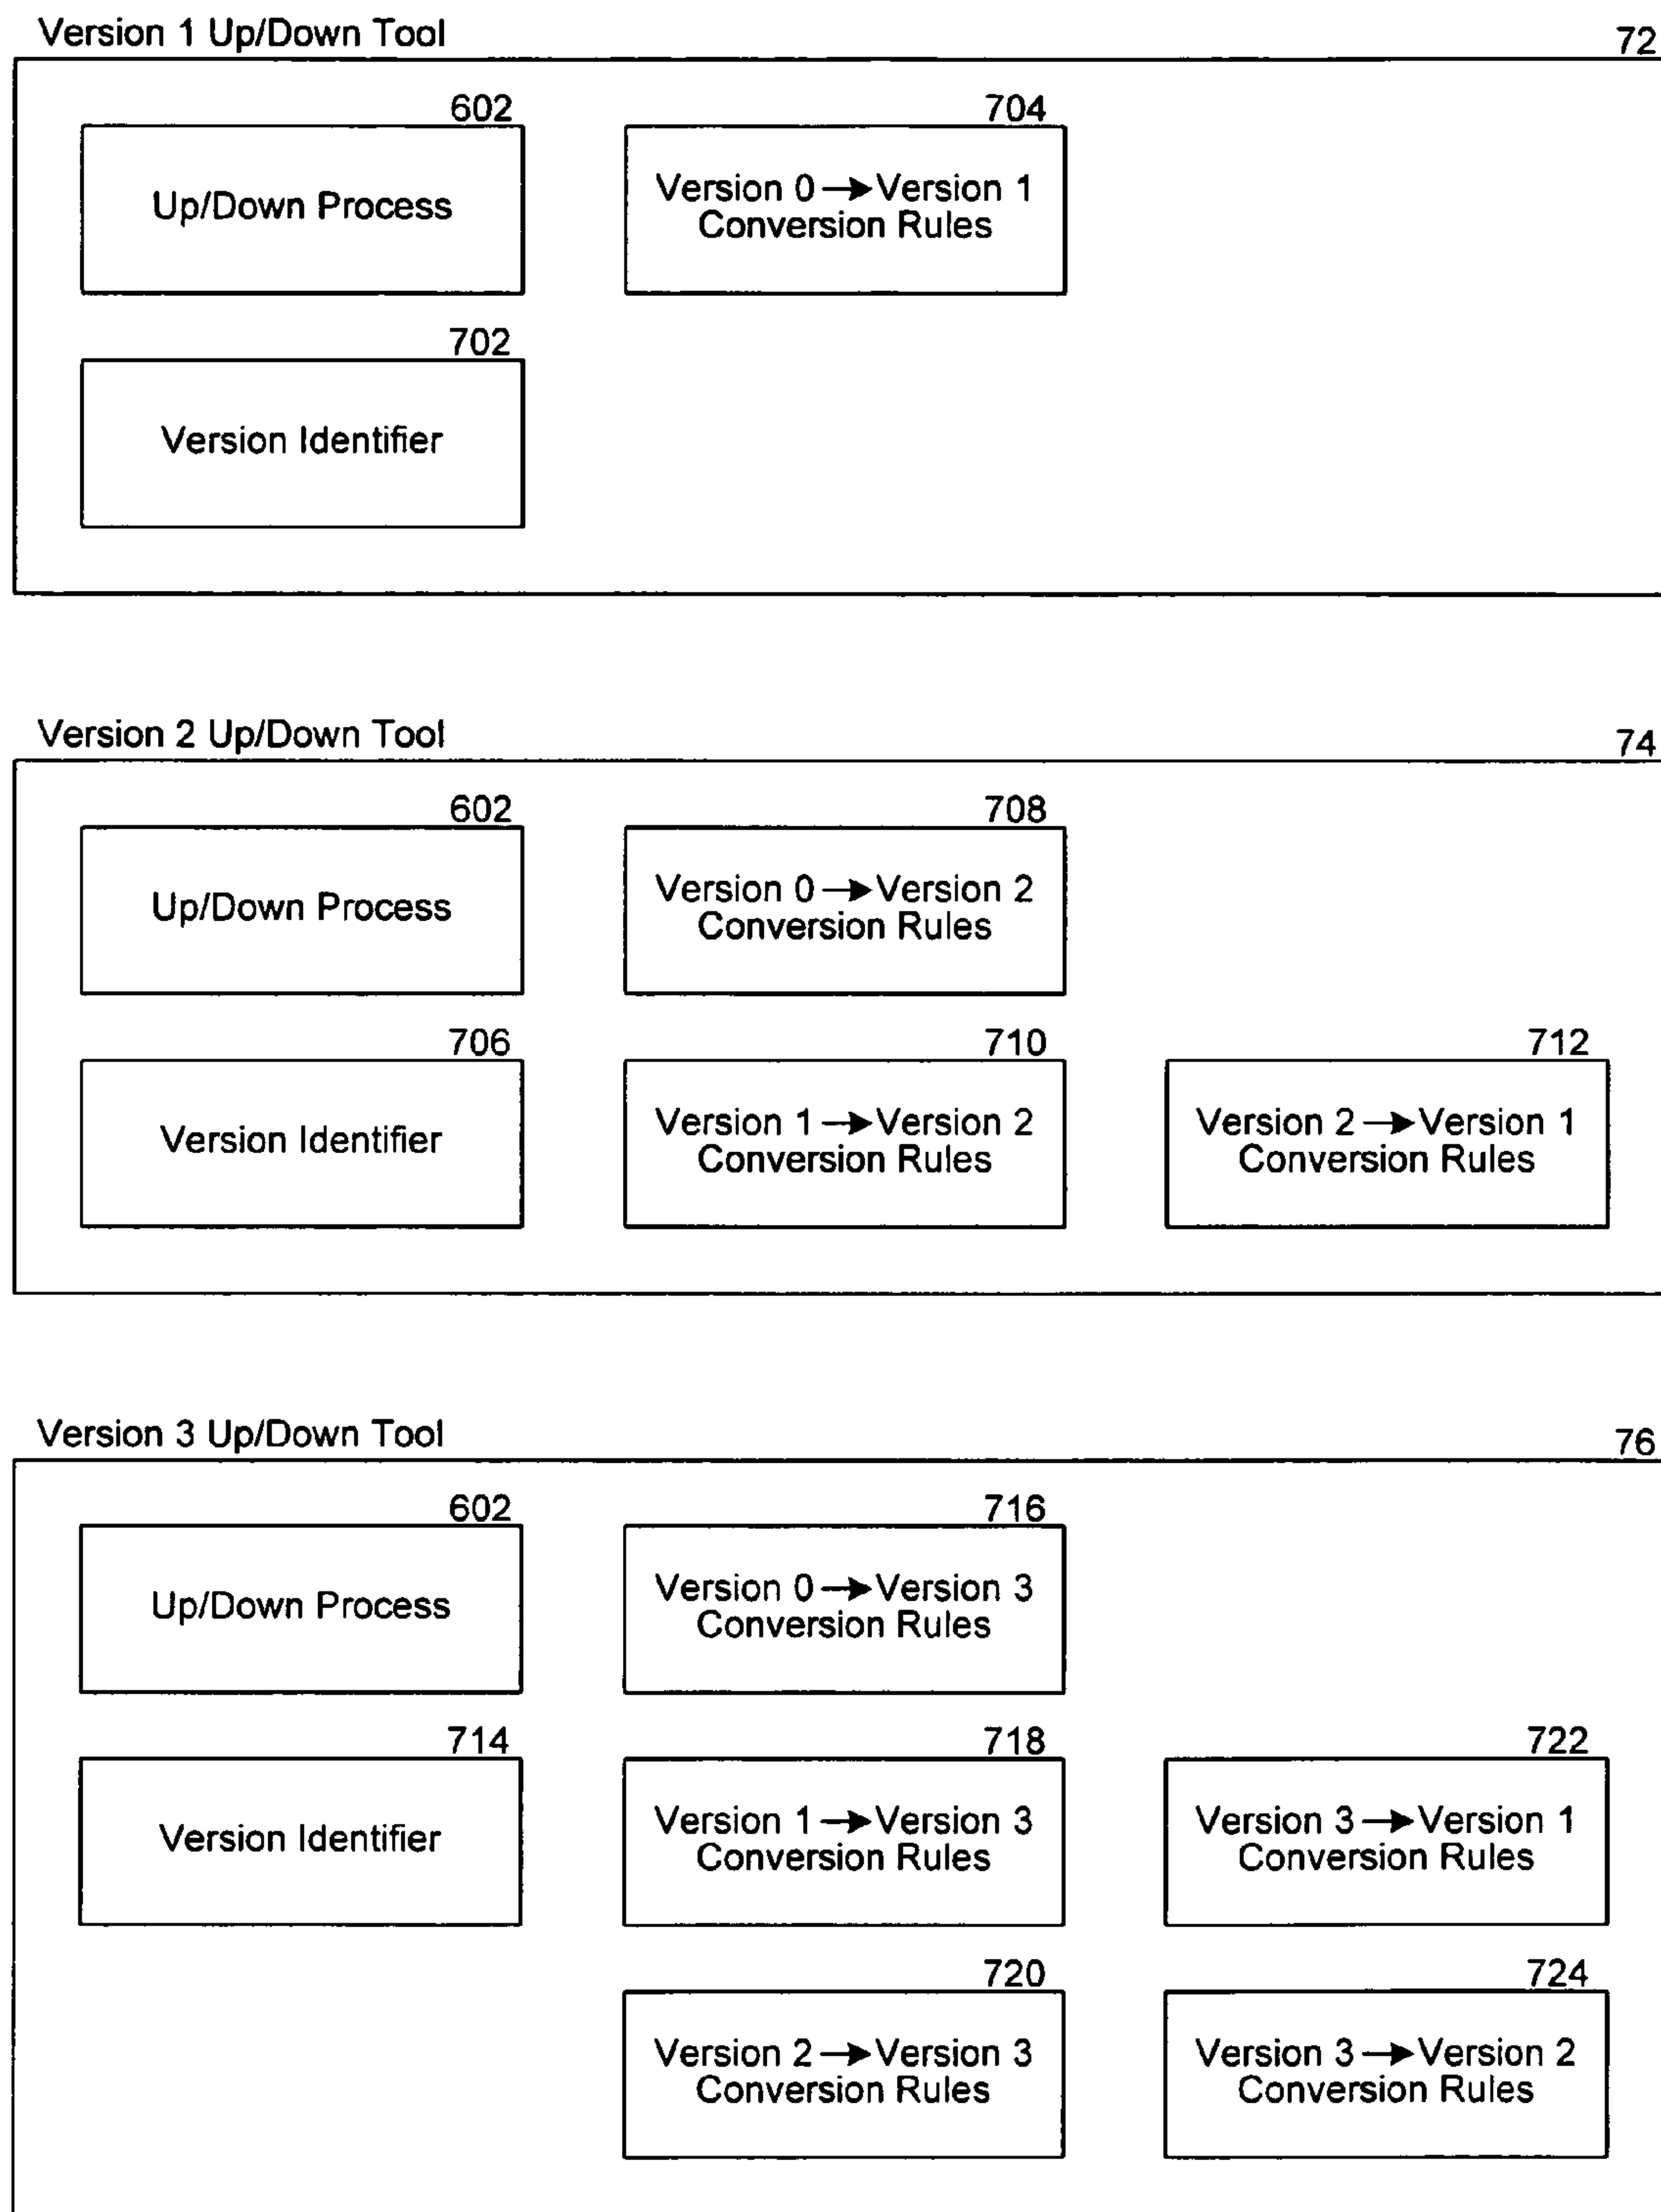 Version 1 Up/Down Tool
72
602
704
Up/Down Process
Version 0→Version 1
Conversion Rules
702
Version Identifier
Version 2 Up/Down Tool
74
602
708
Up/Down Process
Version 0→Version 2
Conversion Rules
706
710
712
Version Identifier
Version 1→Version 2
Conversion Rules
Version 2→Version 1
Conversion Rules
Version 3 Up/Down Tool
76
602
716
Up/Down Process
Version 0→Version 3
Conversion Rules
714
718
722
Version Identifier
Version 1→Version 3
Conversion Rules
Version 3→Version 1
Conversion Rules
720
724
Version 2→Version 3
Conversion Rules
Version 3→Version 2
Conversion Rules